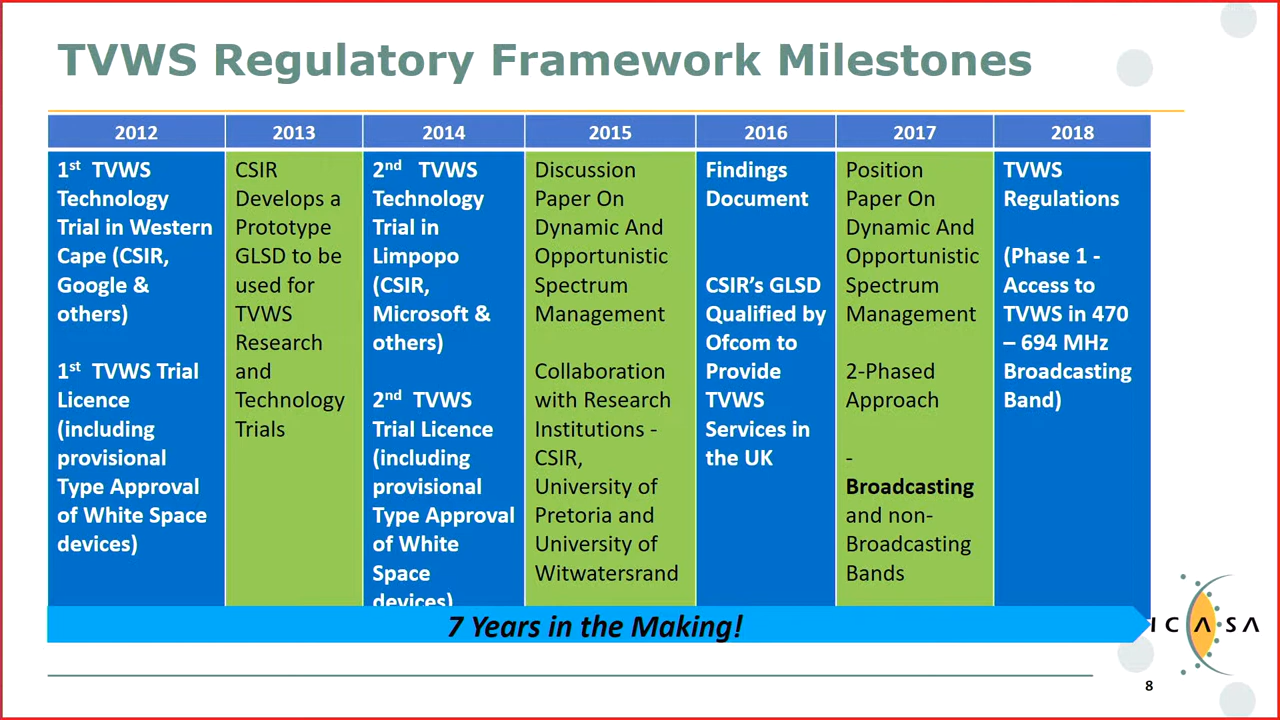 TVWS Regulatory Framework Milestones
2012
1st TVWS
Technology
Trial in Western
Cape (CSIR,
Google &
others)
1st TVWS Trial
Licence
(including
provisional
Type Approval
of White Space
devices)
2013
CSIR
Develops a
Prototype
GLSD to be
used for
TVWS
Research
and
Technology
Trials
2014
2nd TVWS
Technology
Trial in
Limpopo
(CSIR,
Microsoft &
others)
2nd TVWS
Trial Licence
(including
provisional
Type Approval
of White
Space
devices)
2015
Discussion
Paper On
Dynamic And
Opportunistic
Spectrum
Management
Collaboration
with Research
Institutions -
CSIR,
University of
Pretoria and
University of
Witwatersrand
2016
Findings
Document
CSIR’s GLSD
Qualified by
Ofcom to
Provide
TVWS
Services in
the UK
2017
Position
Paper On
Dynamic And
Opportunistic
Spectrum
Management
2-Phased
Approach
-
Broadcasting
and non-
Broadcasting
Bands
2018
TVWS
Regulations
(Phase 1 -
Access to
TVWS in 470
– 694 MHz
Broadcasting
Band)
7 Years in the Making!
ICASA
8